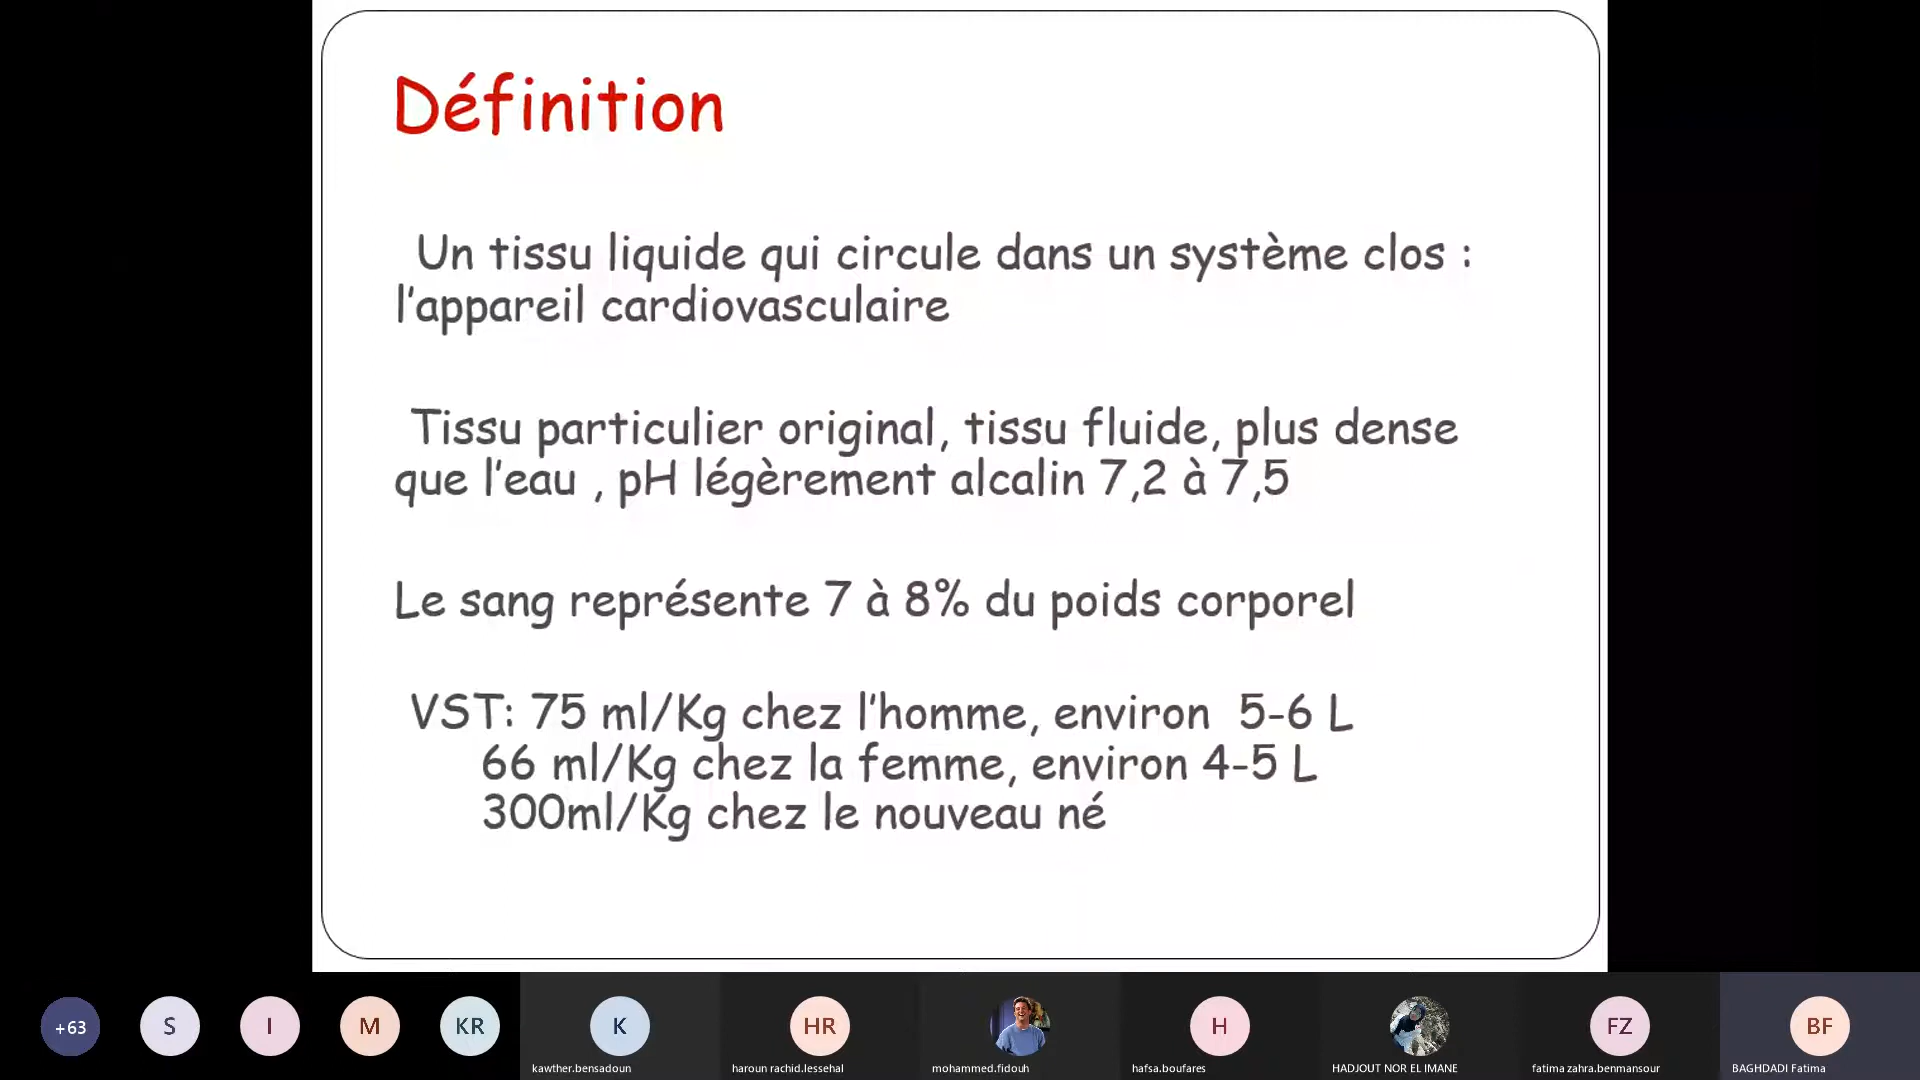 Définition
Un tissu liquide qui circule dans un système clos :
l'appareil cardiovasculaire
Tissu particulier original, tissu fluide, plus dense
que l'eau , pH légèrement alcalin 7,2 à 7,5
Le sang représente 7 à 8% du poids corporel
VST: 75 ml/Kg chez l'homme, environ 5-6 L
66 ml/Kg chez la femme, environ 4-5 L
300ml/Kg chez le nouveau né
+63 S I M KR K HR H FZ BF
kawther.bensadoun haroun rachid.lessehal mohammed.fidouh hafsa.boufares HADJOUT NOR EL IMANE fatima zahra.benmansour BAGHDADI Fatima